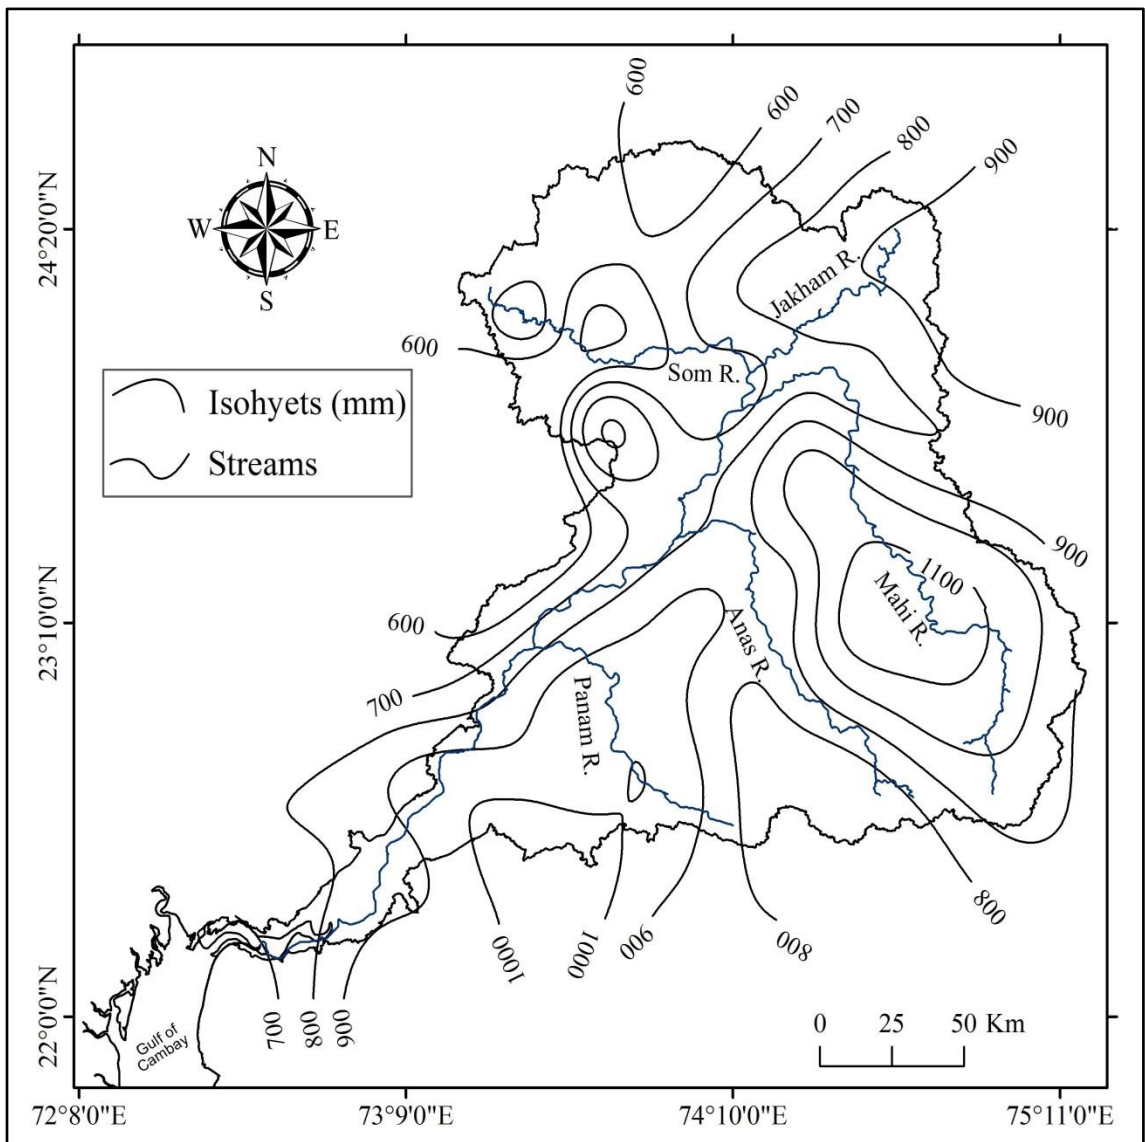 600
600
700
800
900
N
W
E
S
24°20'0"N
Jakham R.
600
Som R.
Isohyets (mm)
Streams
900
900
1100
Mahi R.
23°10'0"N
600
Anas R.
700
Panam R.
800
800
900
1000
1000
900
800
700
Gulf of
Cambay
22°0'0"N
0 25 50 Km
72°8'0"E 73°9'0"E 74°10'0"E 75°11'0"E